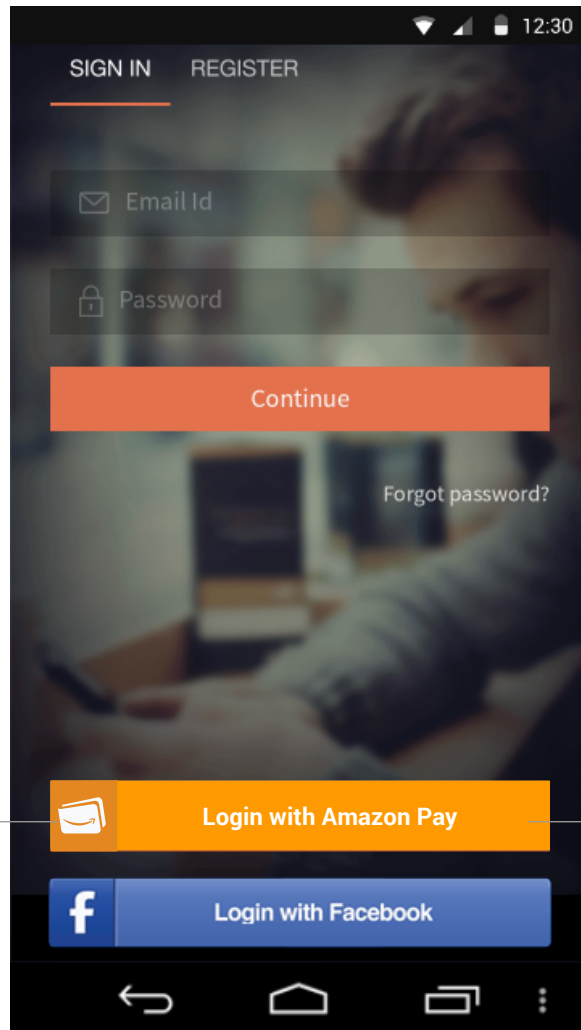 12:30
SIGN IN REGISTER
Email Id
Password
Continue
Forgot password?
Login with Amazon Pay
f Login with Facebook